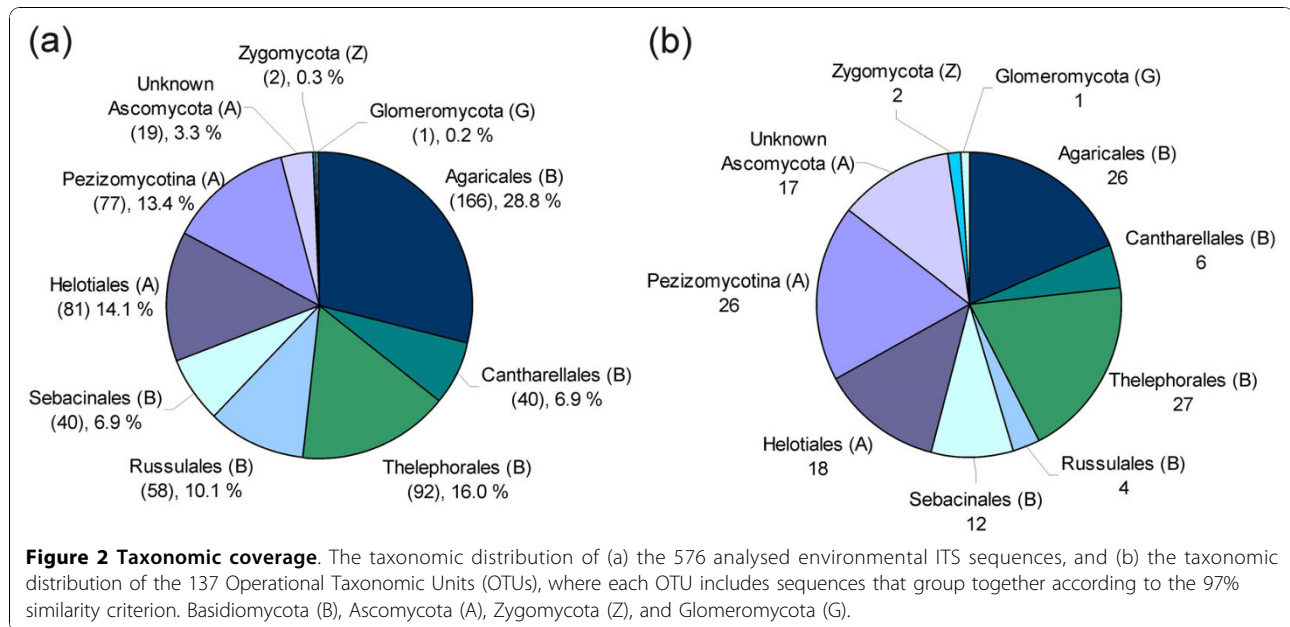 (a)
Zygomycota (Z)
(2), 0.3 %
Unknown
Ascomycota (A)
(19), 3.3 %
Glomeromycota (G)
(1), 0.2 %
Pezizomycotina (A)
(77), 13.4 %
Agaricales (B)
(166), 28.8 %
Helotiales (A)
(81) 14.1 %
Cantharellales (B)
(40), 6.9 %
Sebacinales (B)
(40), 6.9 %
Russulales (B)
(58), 10.1 %
Thelephorales (B)
(92), 16.0 %
(b)
Zygomycota (Z)
2
Glomeromycota (G)
1
Unknown
Ascomycota (A)
17
Agaricales (B)
26
Cantharellales (B)
6
Pezizomycotina (A)
26
Thelephorales (B)
27
Helotiales (A)
18
Russulales (B)
4
Sebacinales (B)
12
Figure 2 Taxonomic coverage. The taxonomic distribution of (a) the 576 analysed environmental ITS sequences, and (b) the taxonomic
distribution of the 137 Operational Taxonomic Units (OTUs), where each OTU includes sequences that group together according to the 97%
similarity criterion. Basidiomycota (B), Ascomycota (A), Zygomycota (Z), and Glomeromycota (G).